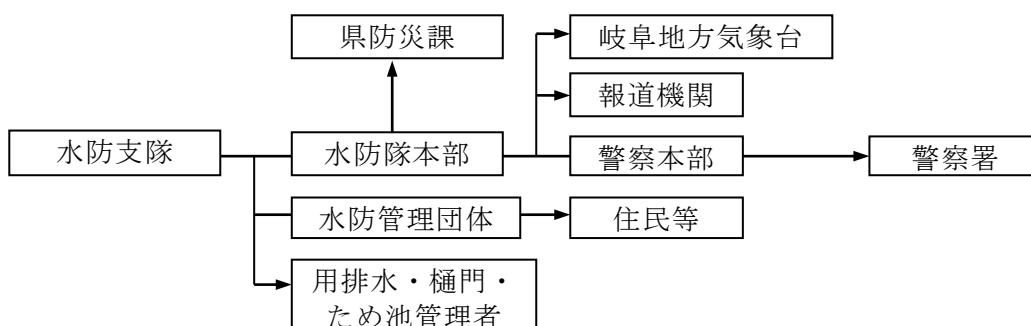 県防災課
岐阜地方気象台
報道機関
水防支隊
水防隊本部
警察本部
警察署
水防管理団体
住民等
用排水・樋門・
ため池管理者